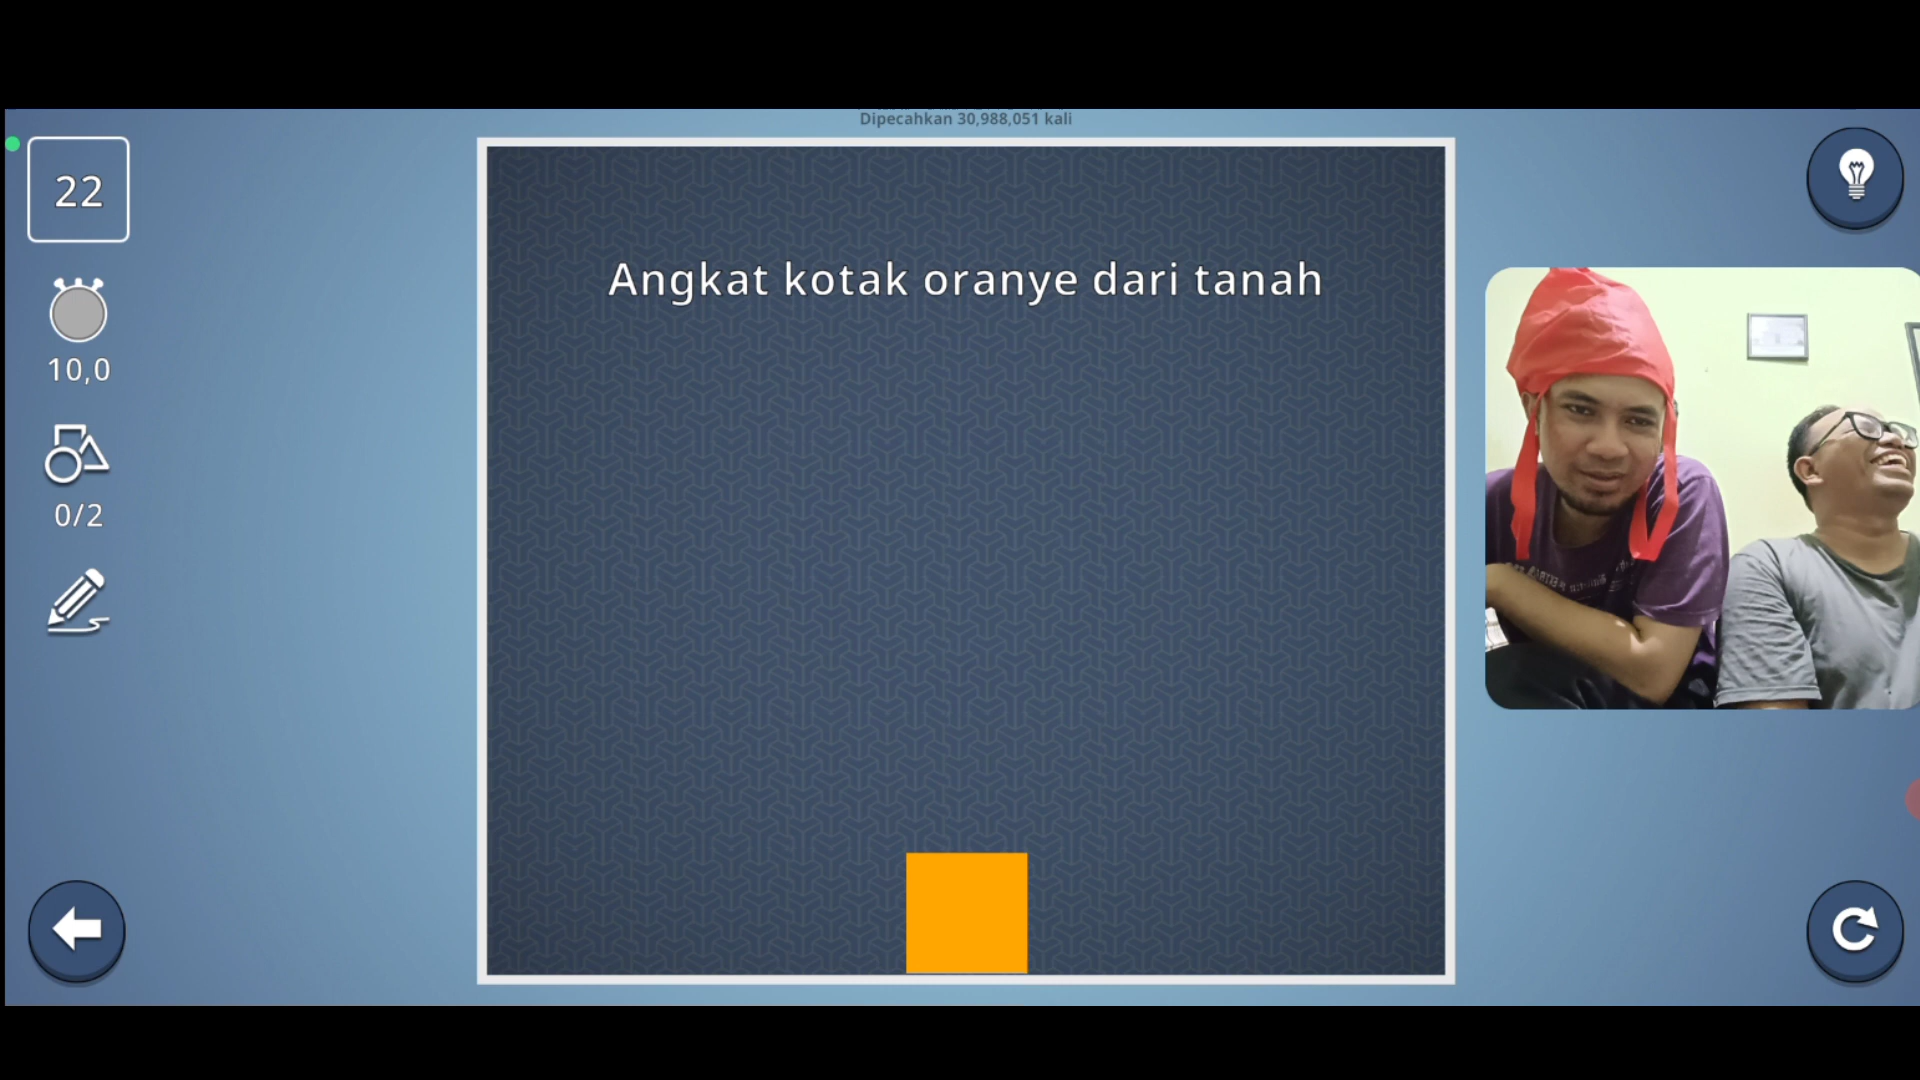 Dipecahkan 30,988,051 kali
22
Angkat kotak oranye dari tanah
10,0
0/2